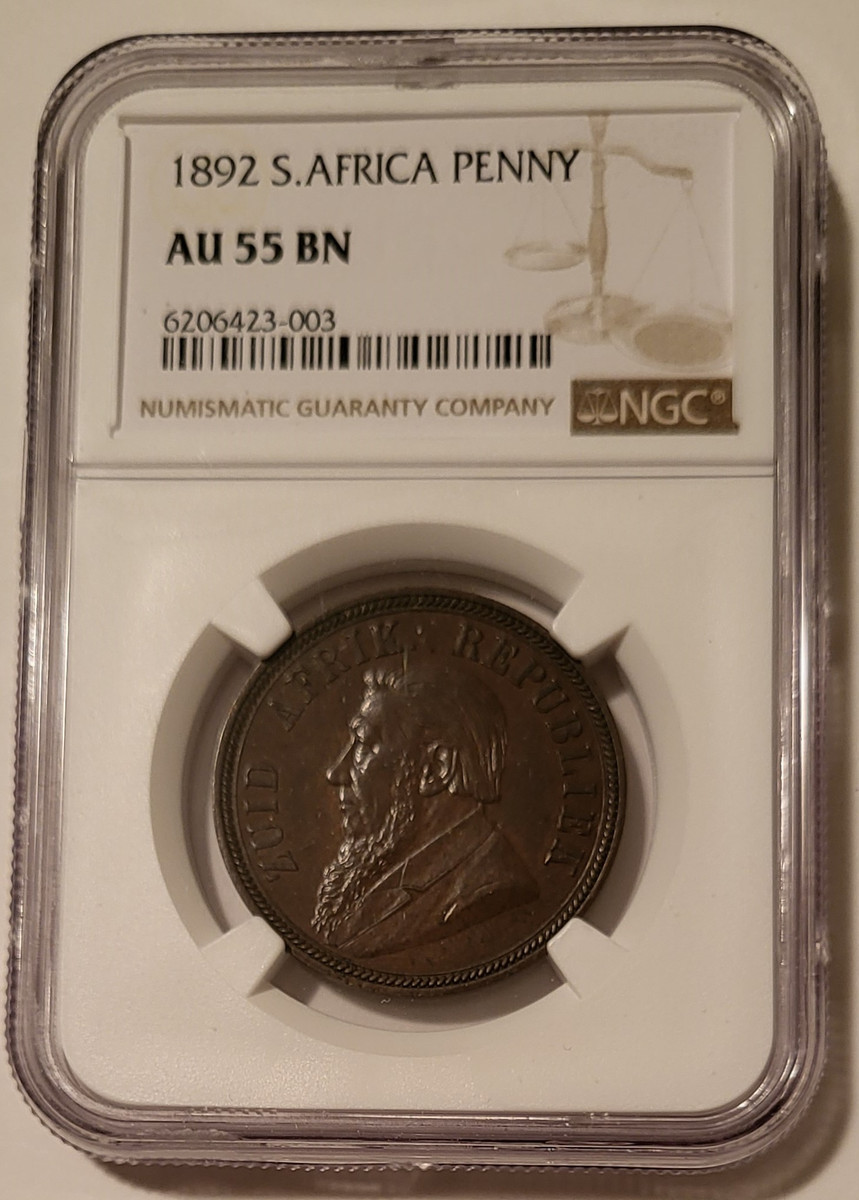 1892 S.AFRICA PENNY
AU 55 BN
6206423-003
NUMISMATIC GUARANTY COMPANY
NGC®
ZUID AFRIK: REPUBLIEK